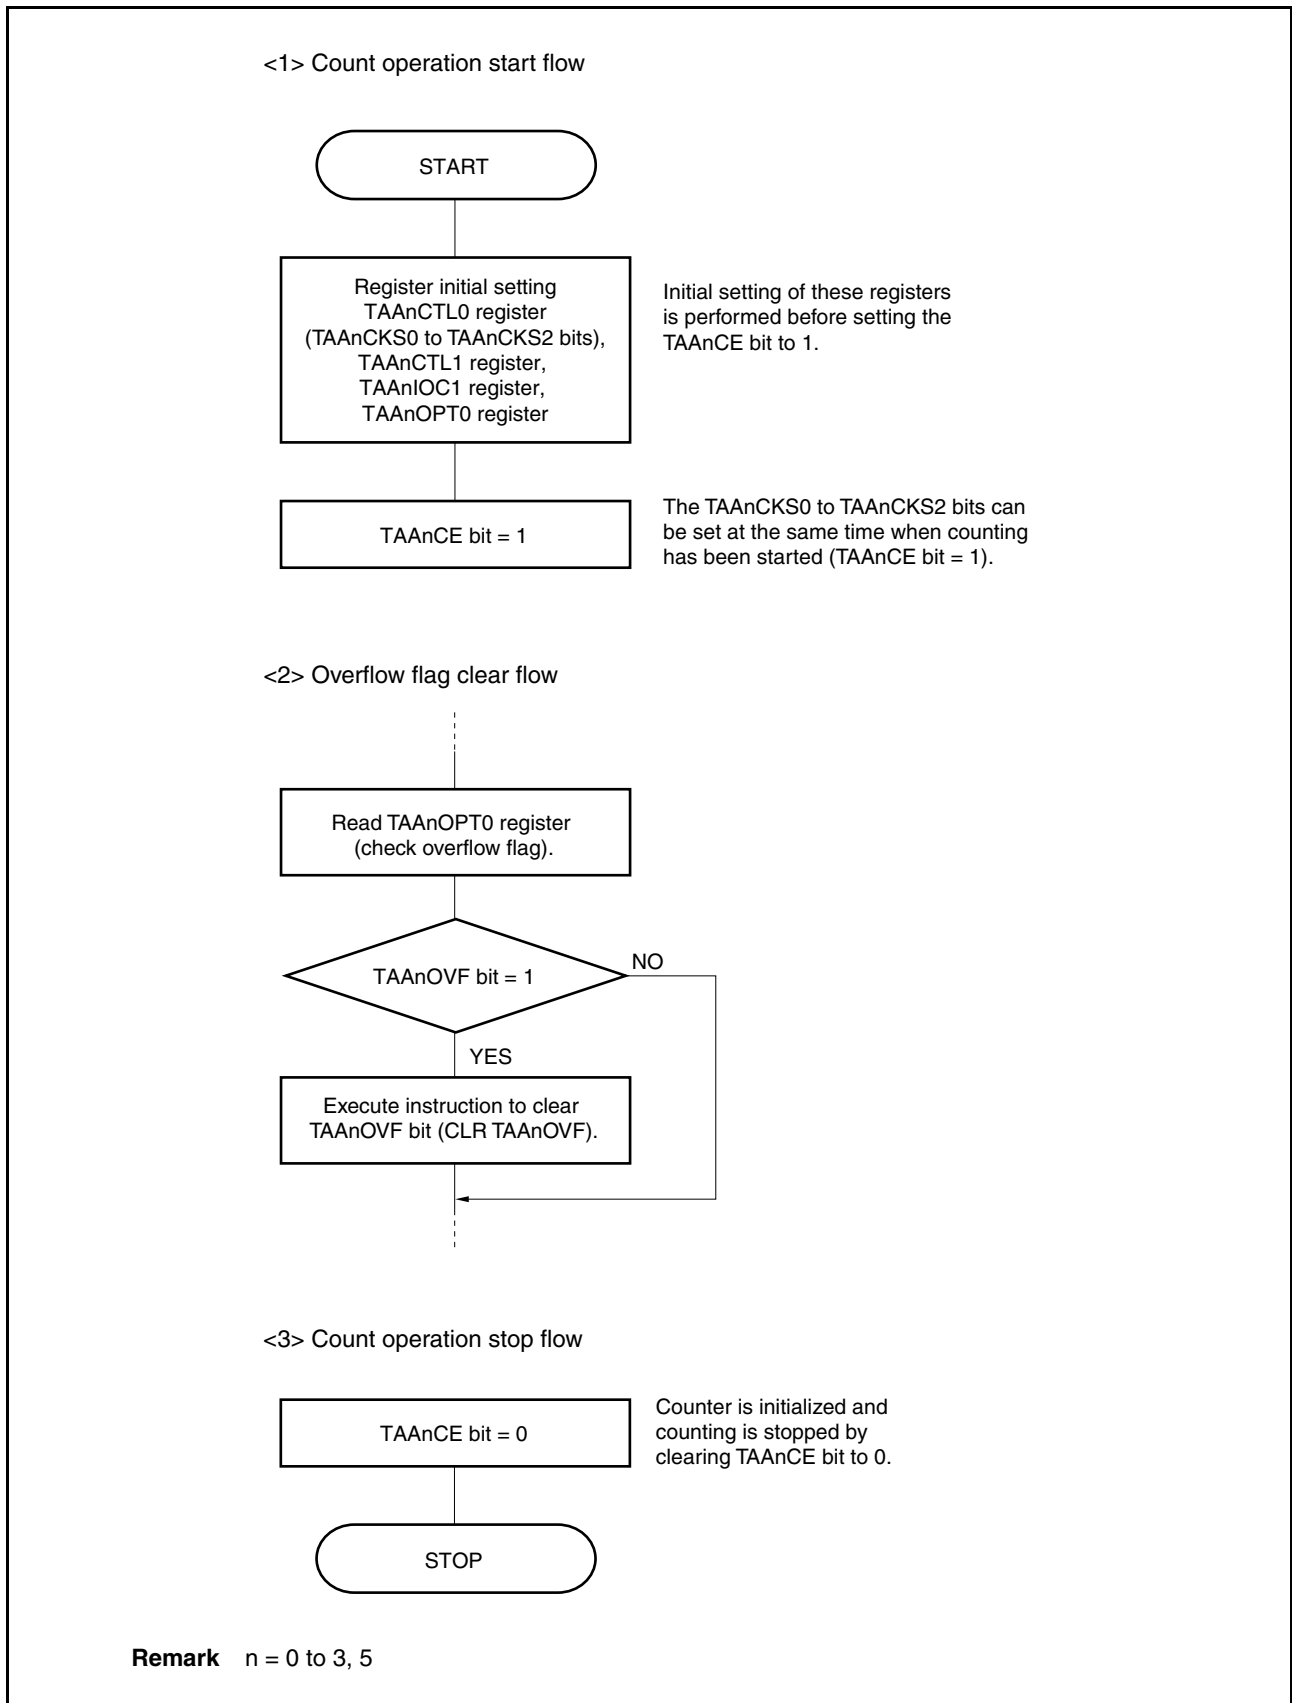 <1> Count operation start flow
START
Register initial setting
TAAnCTL0 register
(TAAnCKS0 to TAAnCKS2 bits),
TAAnCTL1 register,
TAAnIOC1 register,
TAAnOPT0 register
Initial setting of these registers
is performed before setting the
TAAnCE bit to 1.
TAAnCE bit = 1
The TAAnCKS0 to TAAnCKS2 bits can
be set at the same time when counting
has been started (TAAnCE bit = 1).
<2> Overflow flag clear flow
Read TAAnOPT0 register
(check overflow flag).
TAAnOVF bit = 1
NO
YES
Execute instruction to clear
TAAnOVF bit (CLR TAAnOVF).
<3> Count operation stop flow
TAAnCE bit = 0
Counter is initialized and
counting is stopped by
clearing TAAnCE bit to 0.
STOP
Remark n = 0 to 3, 5